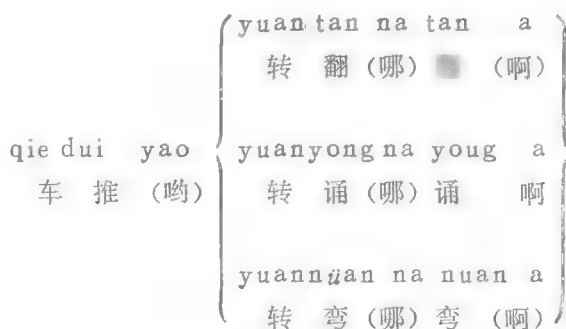 yuan tan na tan a
转 翻 (哪) (啊)
qie dui yao
车 推 (哟)
yuanyong na youg a
转 诵 (哪) 诵 啊
yuannüan na nuan a
转 弯 (哪) 弯 (啊)